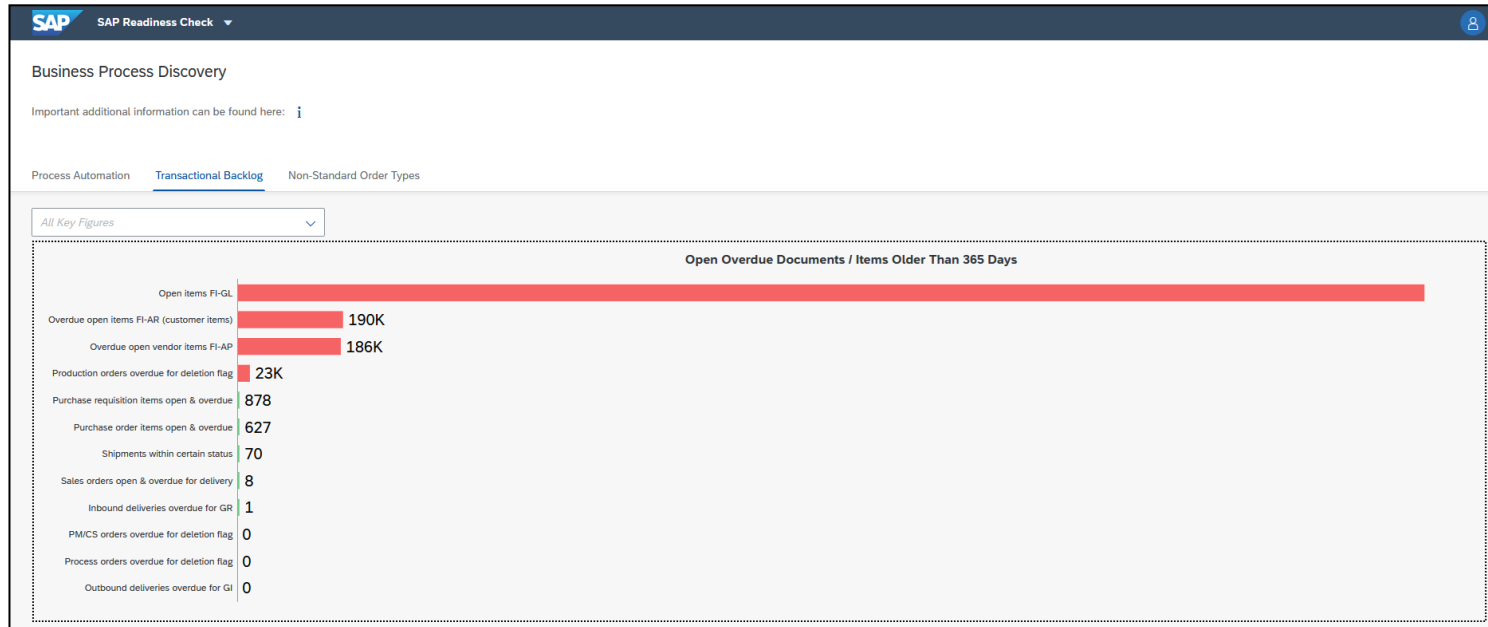 SAP SAP Readiness Check
Business Process Discovery
Important additional information can be found here: i
Process Automation Transactional Backlog Non-Standard Order Types
All Key Figures
Open Overdue Documents / Items Older Than 365 Days
Open items FI-GL
Overdue open items FI-AR (customer items) 190K
Overdue open vendor items FI-AP 186K
Production orders overdue for deletion flag 23K
Purchase requisition items open & overdue 878
Purchase order items open & overdue 627
Shipments within certain status 70
Sales orders open & overdue for delivery 8
Inbound deliveries overdue for GR 1
PM/CS orders overdue for deletion flag 0
Process orders overdue for deletion flag 0
Outbound deliveries overdue for GI 0